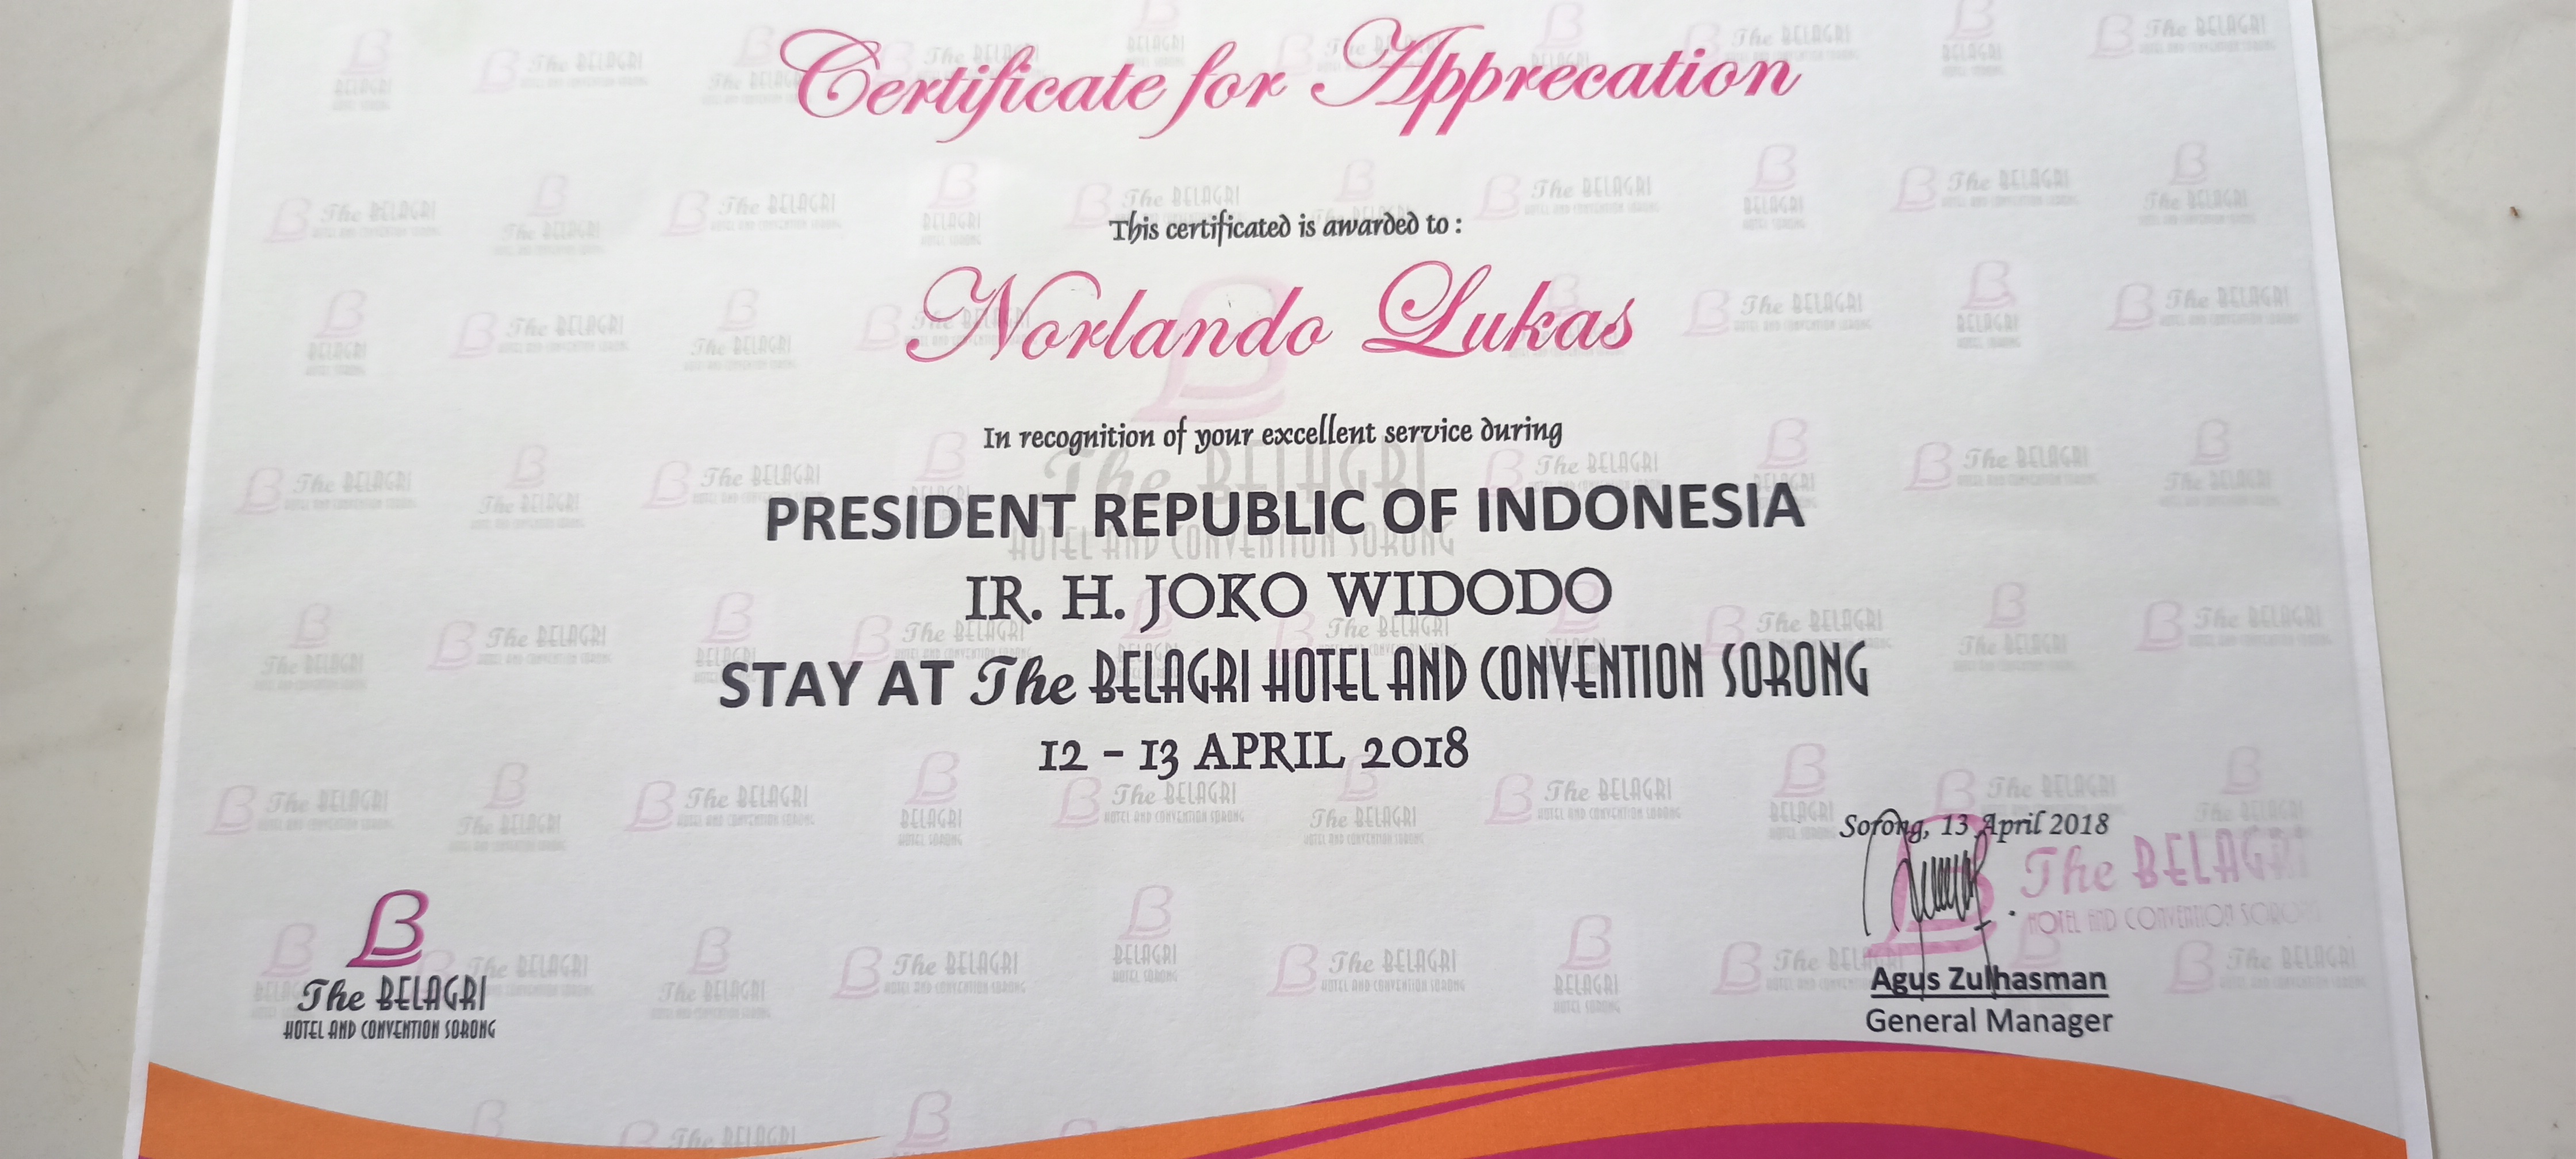 Certificate for Apprecation
This certificated is awarded to :
Norlando Lukas
In recognition of your excellent service during
PRESIDENT REPUBLIC OF INDONESIA
IR. H. JOKO WIDODO
STAY AT The BELAGRI HOTEL AND CONVENTION SORONG
12 - 13 APRIL 2018
Sorong, 13 April 2018
The BELAGRI
HOTEL AND CONVENTION SORONG
Agus Zulhasman
General Manager
B
The BELAGRI
HOTEL AND CONVENTION SORONG